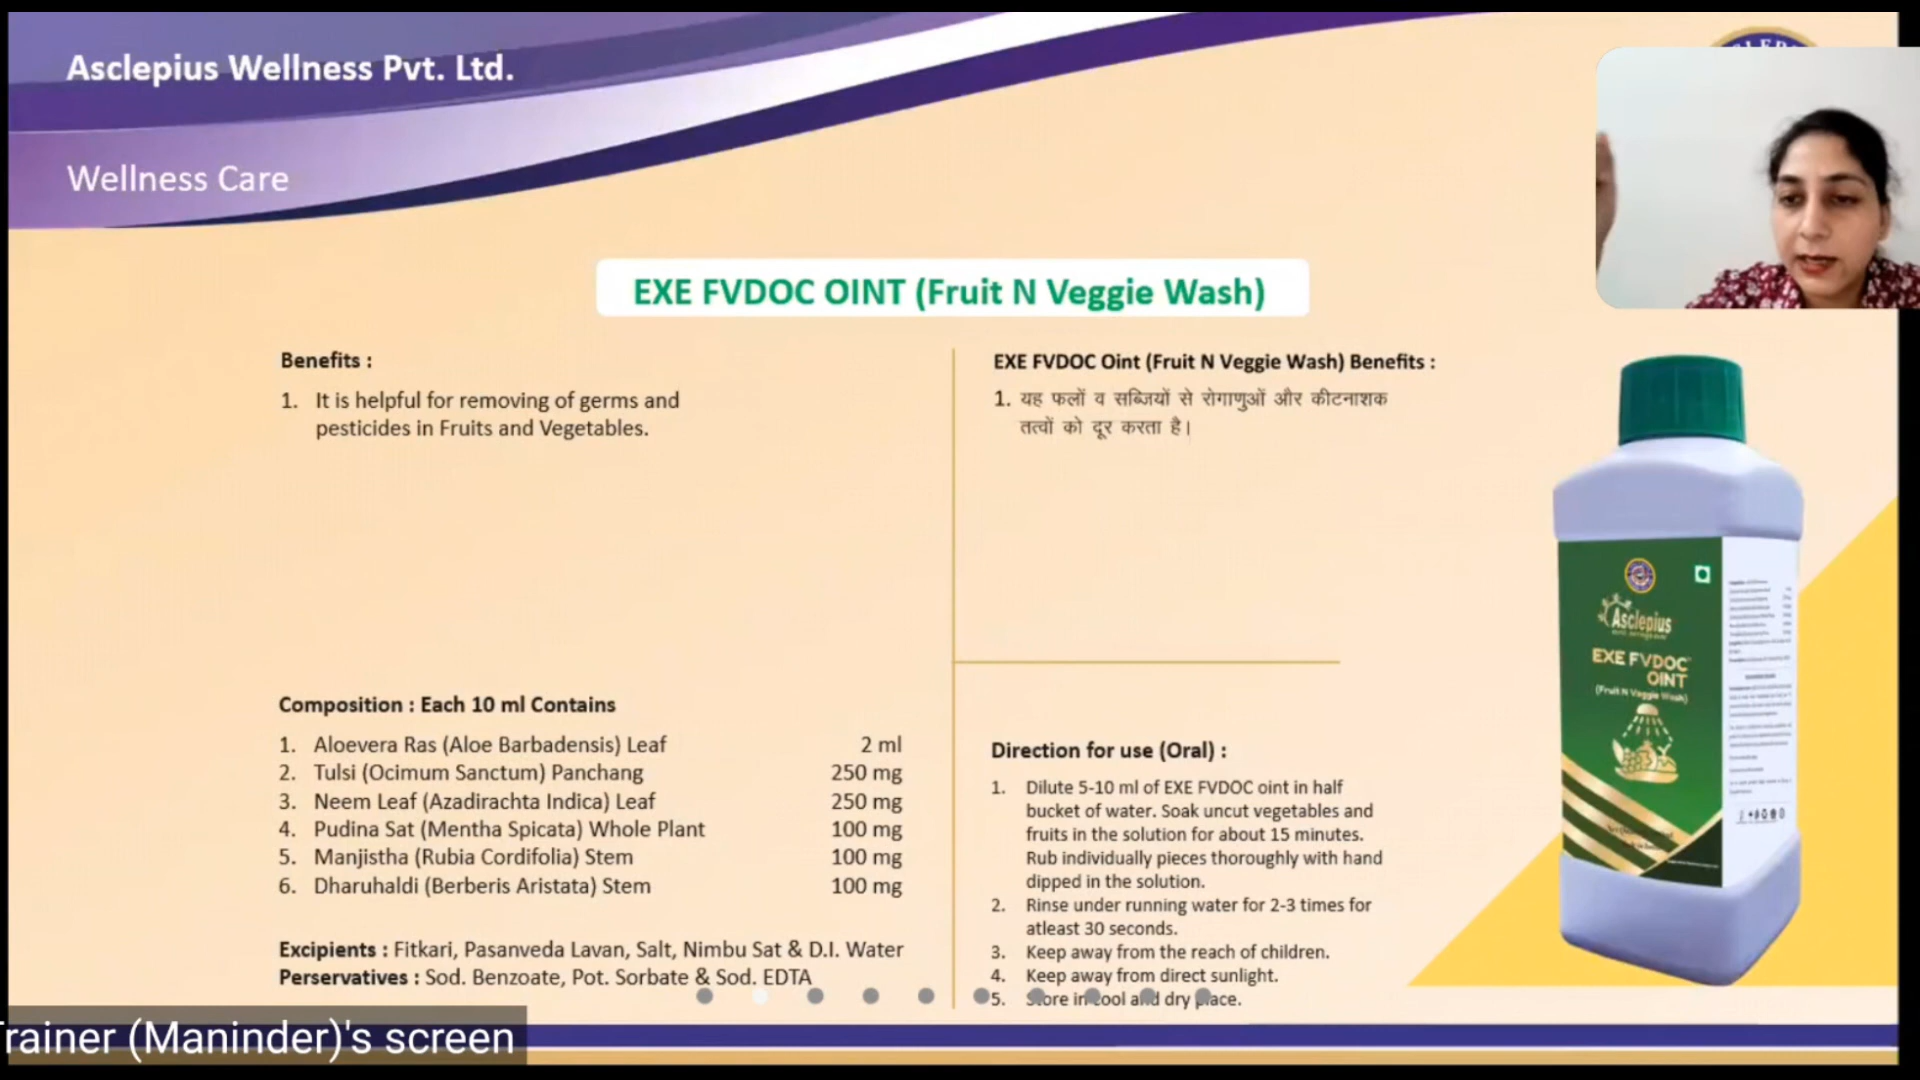 Asclepius Wellness Pvt. Ltd.
Wellness Care
EXE FVDOC OINT (Fruit N Veggie Wash)
Benefits :
1. It is helpful for removing of germs and
pesticides in Fruits and Vegetables.
EXE FVDOC Oint (Fruit N Veggie Wash) Benefits :
1. यह फलों व सब्जियों से रोगाणुओं और कीटनाशक
तत्वों को दूर करता है।
Composition : Each 10 ml Contains
1. Aloevera Ras (Aloe Barbadensis) Leaf 2 ml
2. Tulsi (Ocimum Sanctum) Panchang 250 mg
3. Neem Leaf (Azadirachta Indica) Leaf 250 mg
4. Pudina Sat (Mentha Spicata) Whole Plant 100 mg
5. Manjistha (Rubia Cordifolia) Stem 100 mg
6. Dharuhaldi (Berberis Aristata) Stem 100 mg
Excipients : Fitkari, Pasanveda Lavan, Salt, Nimbu Sat & D.I. Water
Perservatives : Sod. Benzoate, Pot. Sorbate & Sod. EDTA
Direction for use (Oral) :
1. Dilute 5-10 ml of EXE FVDOC oint in half
bucket of water. Soak uncut vegetables and
fruits in the solution for about 15 minutes.
Rub individually pieces thoroughly with hand
dipped in the solution.
2. Rinse under running water for 2-3 times for
atleast 30 seconds.
3. Keep away from the reach of children.
4. Keep away from direct sunlight.
5. Store in cool and dry place.
Asclepius
EXE FVDOC
OINT
(Fruit N Veggie Wash)
Trainer (Maninder)'s screen